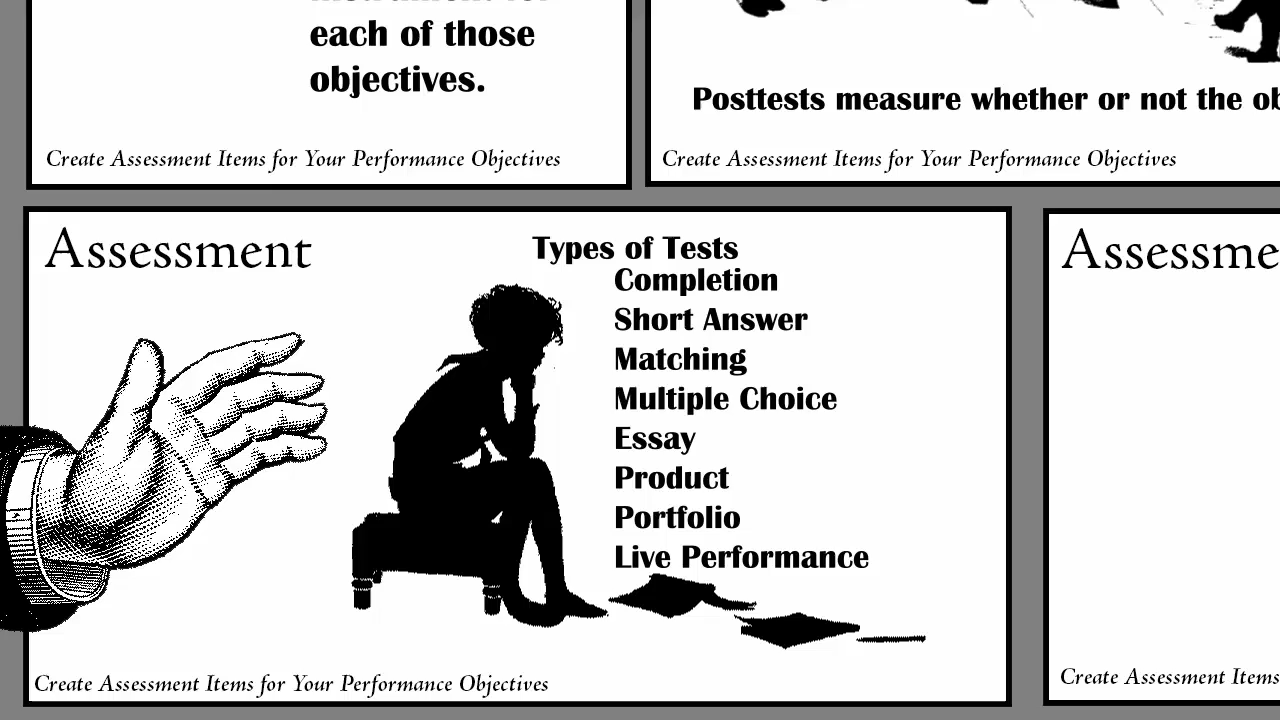 each of those
objectives.
Create Assessment Items for Your Performance Objectives
Posttests measure whether or not the
Create Assessment Items for Your Performance Objectives
Assessment
Types of Tests
Completion
Short Answer
Matching
Multiple Choice
Essay
Product
Portfolio
Live Performance
Create Assessment Items for Your Performance Objectives
Assessme
Create Assessment Items